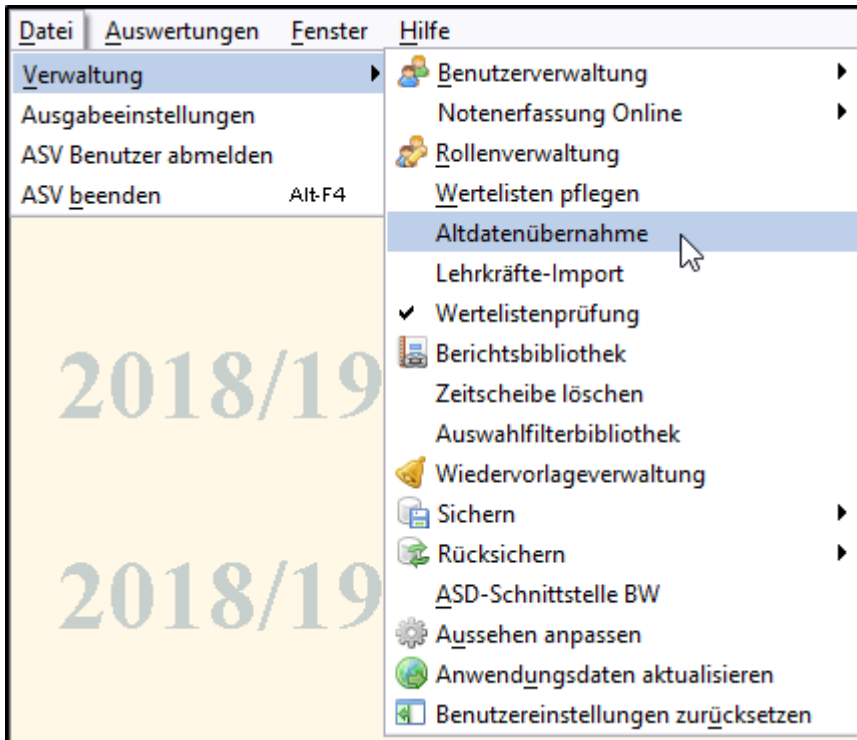 Datei Auswertungen Fenster Hilfe
Verwaltung
Ausgabeeinstellungen
ASV Benutzer abmelden
ASV beenden Alt-F4
Benutzerverwaltung
Notenerfassung Online
Rollenverwaltung
Wertelisten pflegen
Altdatenübernahme
Lehrkräfte-Import
Wertelistenprüfung
Berichtsbibliothek
Zeitscheibe löschen
Auswahlfilterbibliothek
Wiedervorlageverwaltung
Sichern
Rücksichern
ASD-Schnittstelle BW
Aussehen anpassen
Anwendungsdaten aktualisieren
Benutzereinstellungen zurücksetzen
2018/19
2018/19